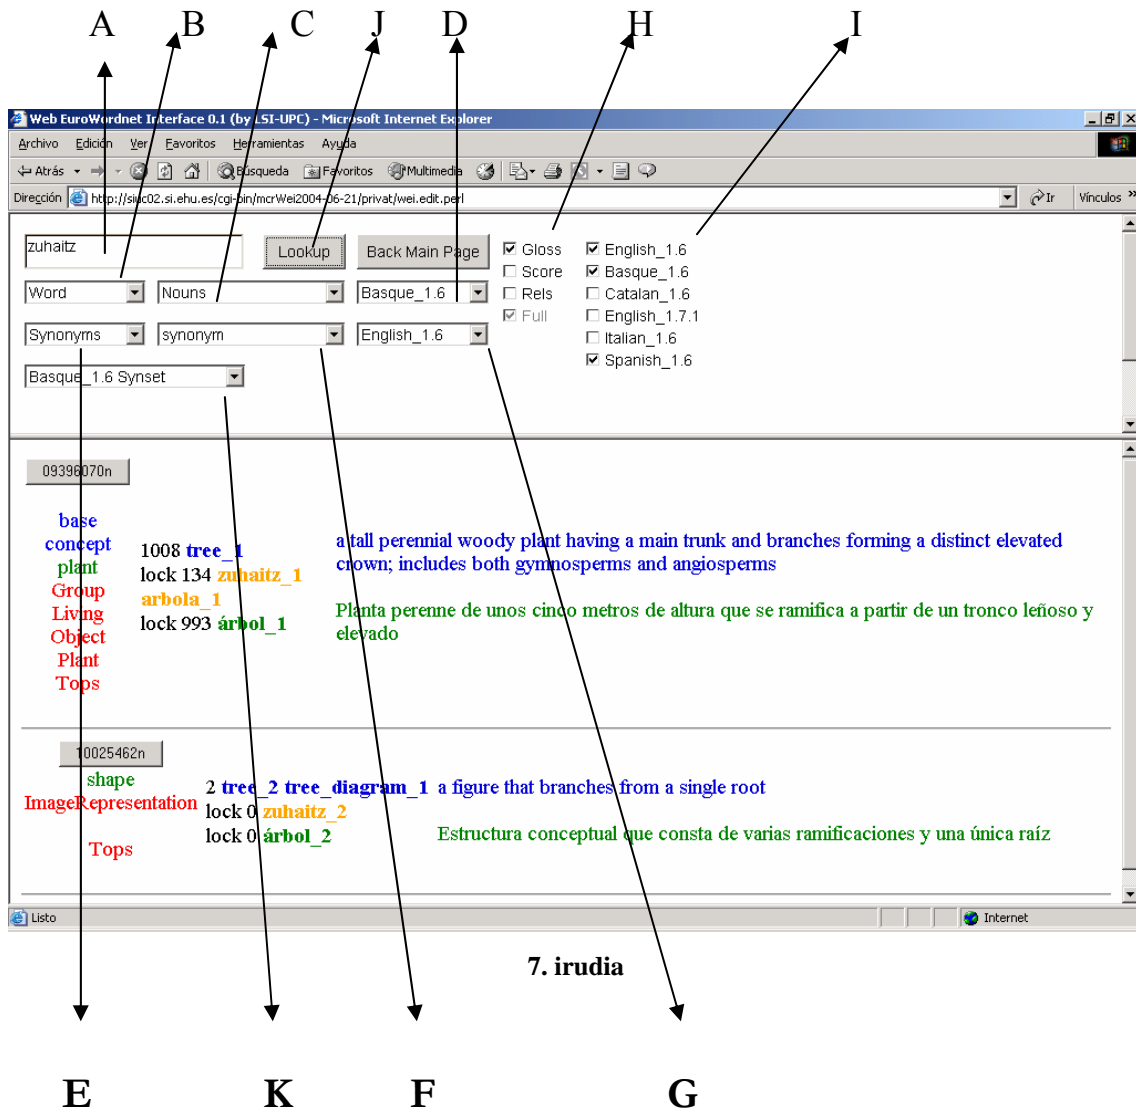 A B C J D H I
Web EuroWordnet Interface 0.1 (by LSI-UPC) - Microsoft Internet Explorer
Archivo Edición Ver Favoritos Herramientas Ayuda
Atrás Búsqueda Favoritos Multimedia
Dirección http://siuc02.si.ehu.es/cgi-bin/mcrWei2004-06-21/privat/wei.edit.perl Ir Vínculos »
zuhaitz Lookup Back Main Page Gloss English_1.6
Score Basque_1.6
Word Nouns Basque_1.6 Rels Catalan_1.6
Full English_1.7.1
Synonyms synonym English_1.6 Italian_1.6
Spanish_1.6
Basque_1.6 Synset
09396070n
base
concept
plant
Group
Living
Object
Plant
Tops
1008 tree_1
lock 134 zuhaitz_1
arbola_1
lock 993 árbol_1
a tall perennial woody plant having a main trunk and branches forming a distinct elevated
crown; includes both gymnosperms and angiosperms
Planta perenne de unos cinco metros de altura que se ramifica a partir de un tronco leñoso y
elevado
10025462n
shape
ImageRepresentation
Tops
2 tree_2 tree_diagram_1 a figure that branches from a single root
lock 0 zuhaitz_2
lock 0 árbol_2
Estructura conceptual que consta de varias ramificaciones y una única raíz
Listo Internet
7. irudia
E K F G